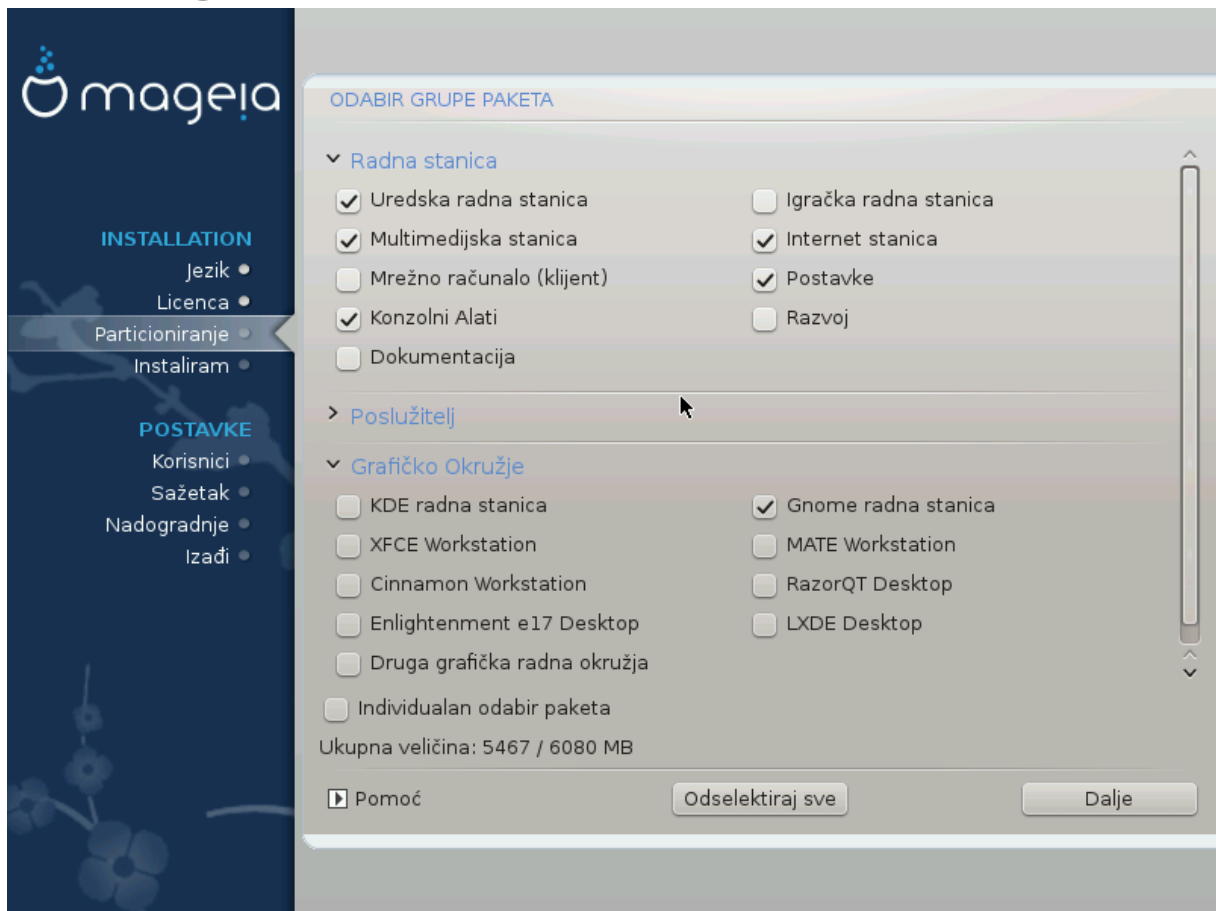 mageia
INSTALLATION
Jezik
Licenca
Particioniranje
Instaliram
POSTAVKE
Korisnici
Sažetak
Nadogradnje
Izađi
ODABIR GRUPE PAKETA
Radna stanica
Uredska radna stanica
Igračka radna stanica
Multimedijska stanica
Internet stanica
Mrežno računalo (klijent)
Postavke
Konzolni Alati
Razvoj
Dokumentacija
Poslužitelj
Grafičko Okružje
KDE radna stanica
Gnome radna stanica
XFCE Workstation
MATE Workstation
Cinnamon Workstation
RazorQT Desktop
Enlightenment e17 Desktop
LXDE Desktop
Druga grafička radna okružja
Individualan odabir paketa
Ukupna veličina: 5467 / 6080 MB
Pomoć
Odselektiraj sve
Dalje